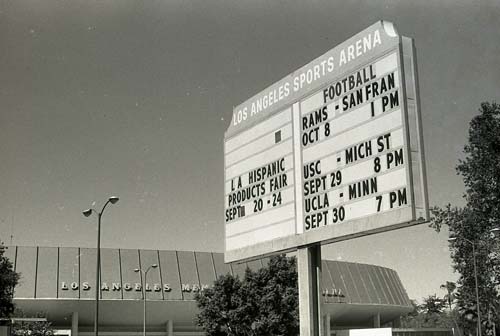 LOS ANGELES SPORTS ARENA
L A HISPANIC
PRODUCTS FAIR
SEPT 20 - 24
FOOTBALL
RAMS - SAN FRAN
OCT 8 1 PM
USC - MICH ST
SEPT 29 8 PM
UCLA - MINN
SEPT 30 7 PM
LOS ANGELES MEM